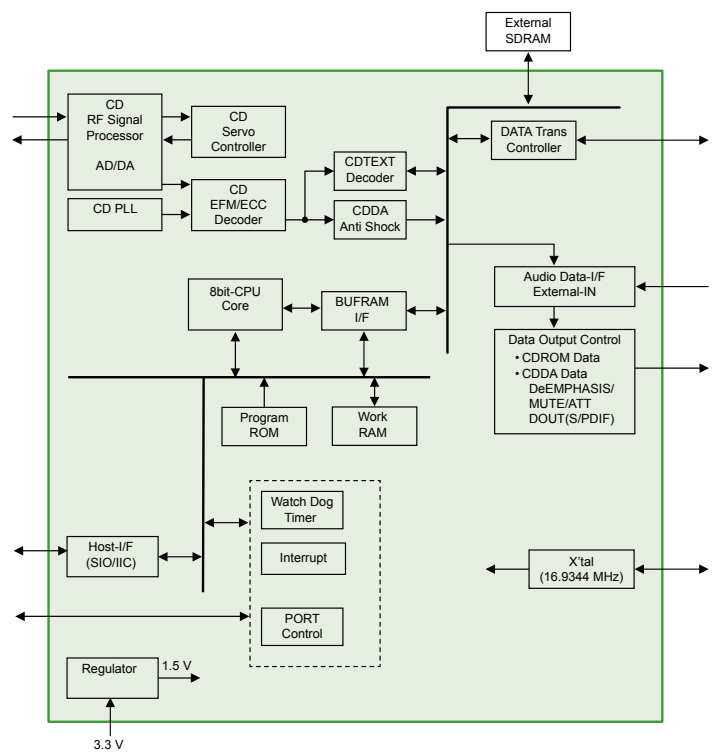 External
SDRAM
CD
RF Signal
Processor
AD/DA
CD
Servo
Controller
DATA Trans
Controller
CDTEXT
Decoder
CD PLL
CD
EFM/ECC
Decoder
CDDA
Anti Shock
Audio Data-I/F
External-IN
8bit-CPU
Core
BUFRAM
I/F
Data Output Control
• CDROM Data
• CDDA Data
DeEMPHASIS/
MUTE/ATT
DOUT(S/PDIF)
Program
ROM
Work
RAM
Watch Dog
Timer
Host-I/F
(SIO/IIC)
Interrupt
X'tal
(16.9344 MHz)
PORT
Control
Regulator
1.5 V
3.3 V